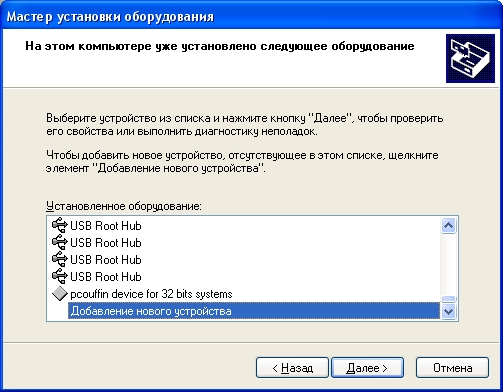 Мастер установки оборудования
На этом компьютере уже установлено следующее оборудование
Выберите устройство из списка и нажмите кнопку "Далее", чтобы проверить
его свойства или выполнить диагностику неполадок.
Чтобы добавить новое устройство, отсутствующее в этом списке, щелкните
элемент "Добавление нового устройства".
Установленное оборудование:
USB Root Hub
USB Root Hub
USB Root Hub
USB Root Hub
pcouffin device for 32 bits systems
Добавление нового устройства
< Назад
Далее >
Отмена